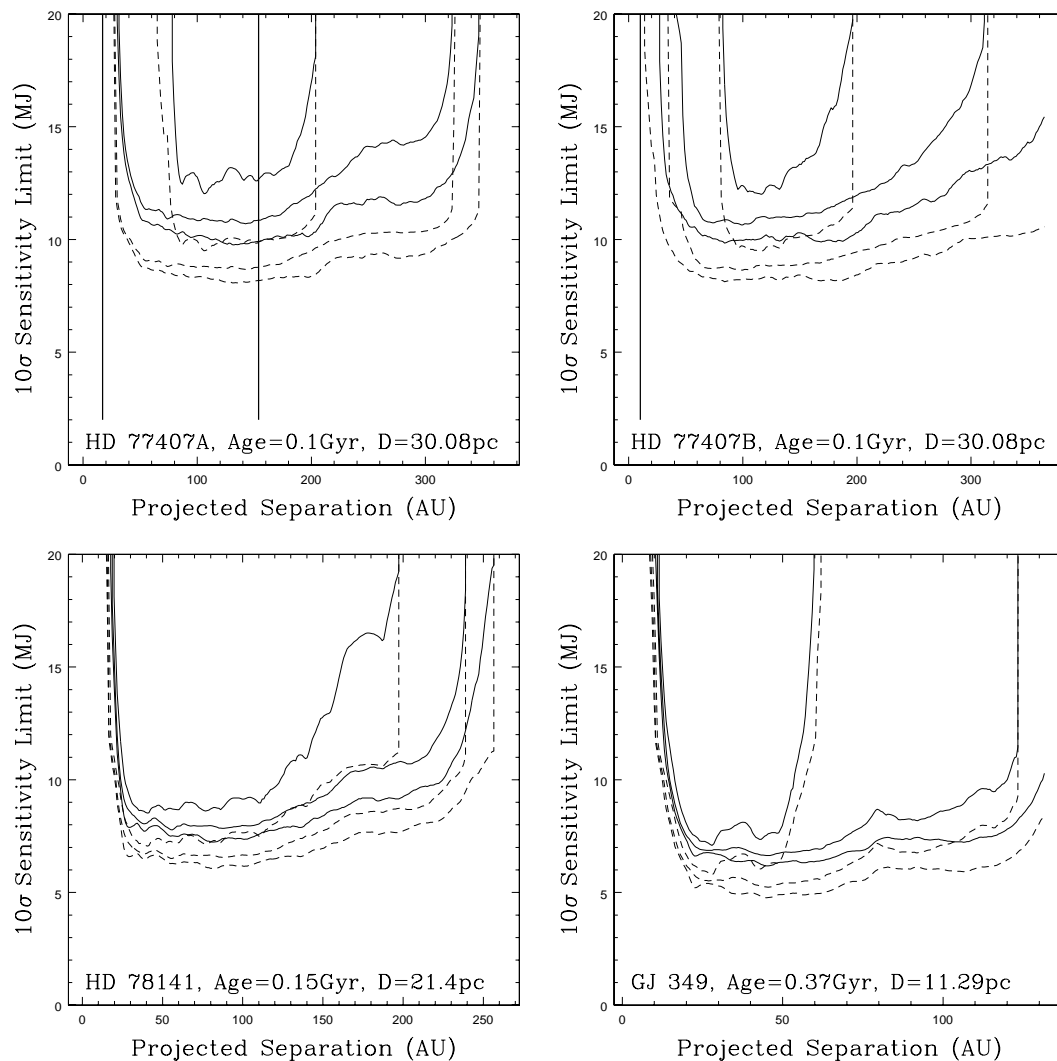 20
15
10
5
0
10σ Sensitivity Limit (MJ)
HD 77407A, Age=0.1Gyr, D=30.08pc
0 100 200 300
Projected Separation (AU)
20
15
10
5
0
10σ Sensitivity Limit (MJ)
HD 77407B, Age=0.1Gyr, D=30.08pc
0 100 200 300
Projected Separation (AU)
20
15
10
5
0
10σ Sensitivity Limit (MJ)
HD 78141, Age=0.15Gyr, D=21.4pc
0 50 100 150 200 250
Projected Separation (AU)
20
15
10
5
0
10σ Sensitivity Limit (MJ)
GJ 349, Age=0.37Gyr, D=11.29pc
0 50 100
Projected Separation (AU)